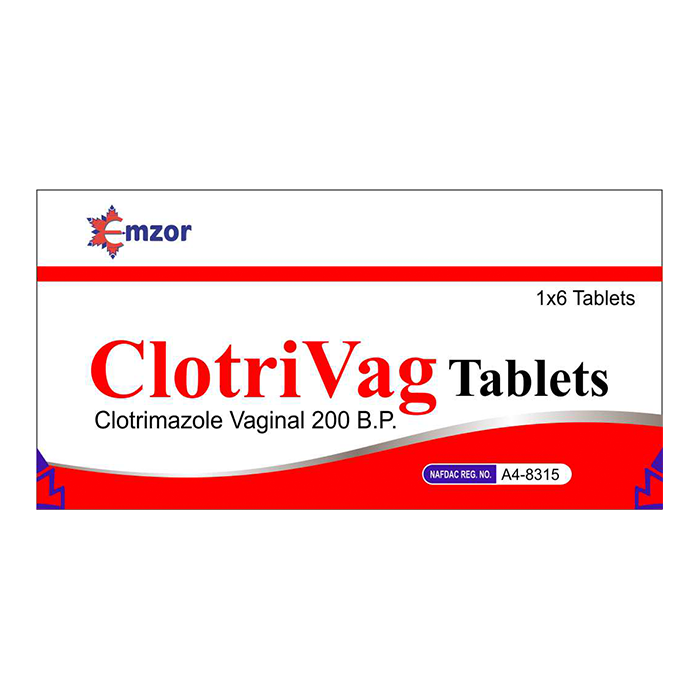 Emzor
1x6 Tablets
ClotriVag Tablets
Clotrimazole Vaginal 200 B.P.
NAFDAC REG. NO. A4-8315